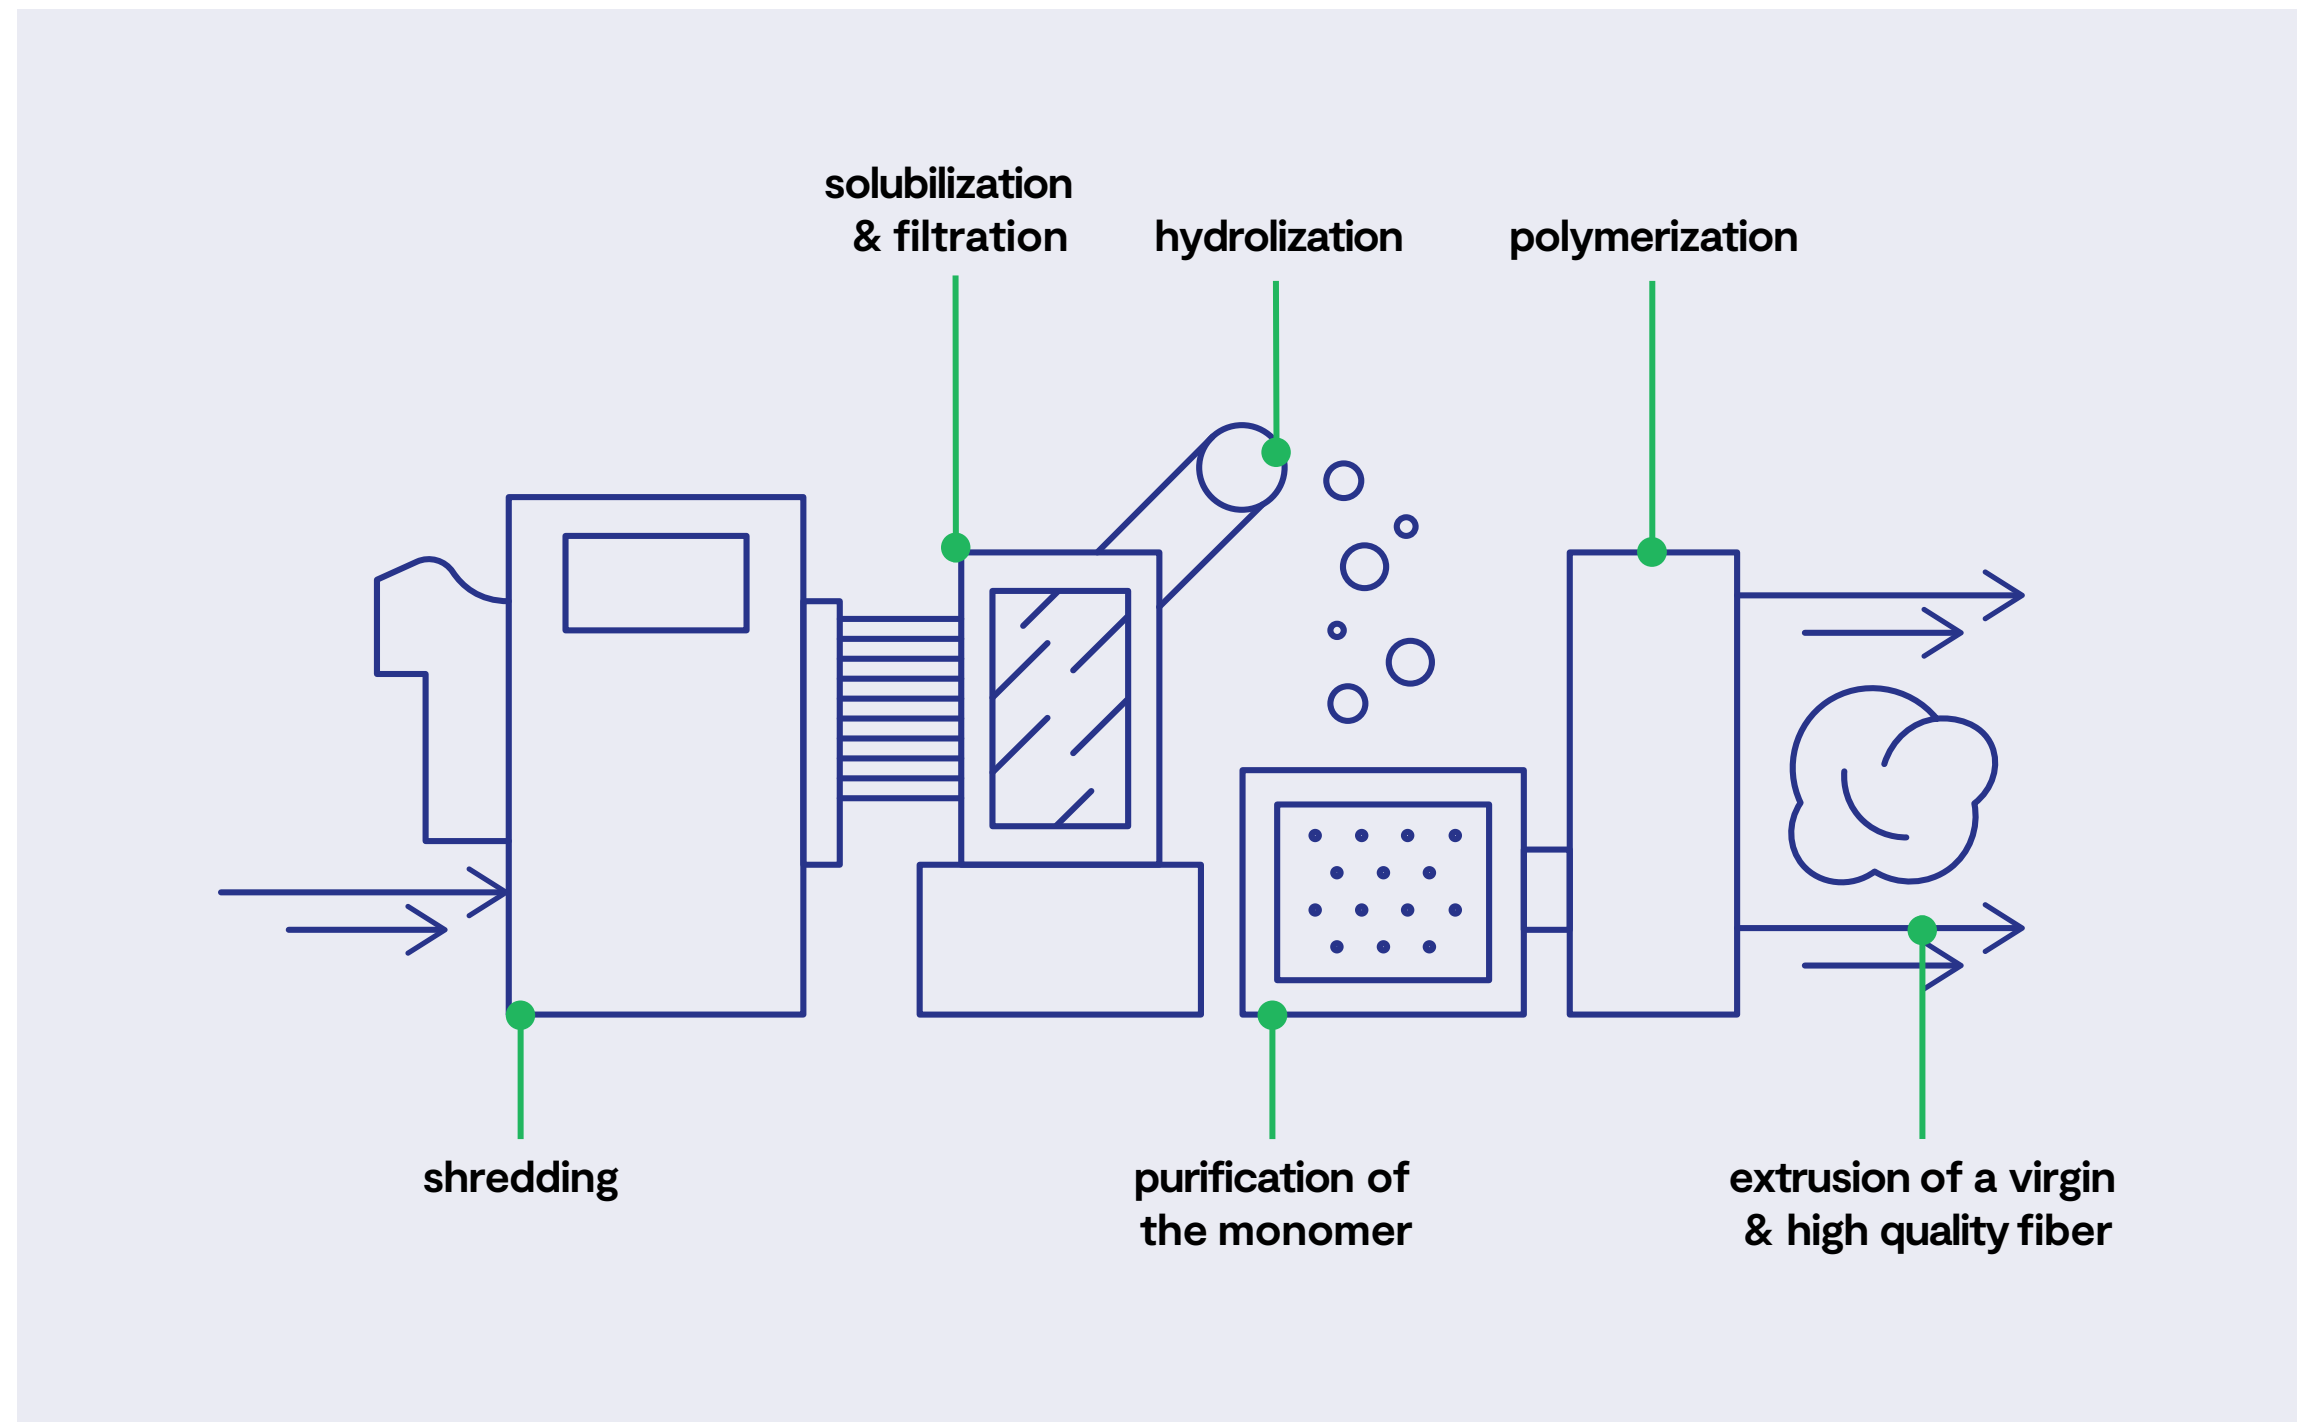 solubilization
& filtration
hydrolization
polymerization
shredding
purification of
the monomer
extrusion of a virgin
& high quality fiber